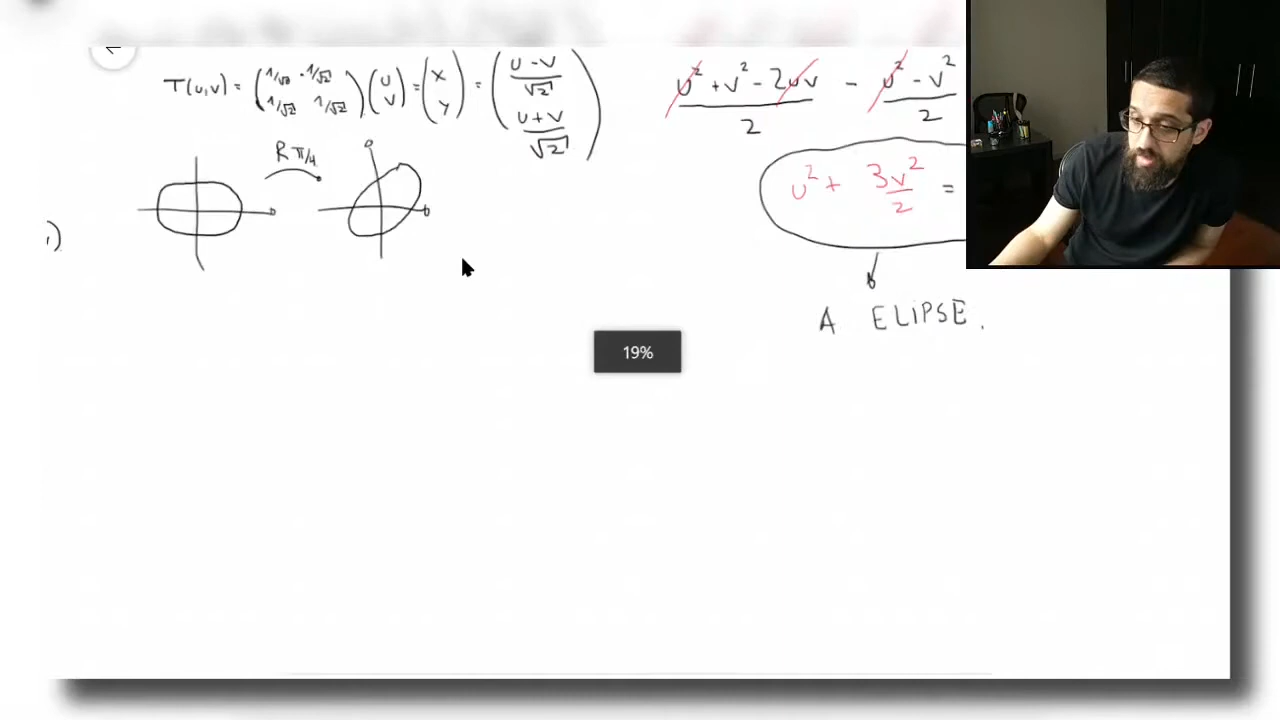 T(u,v) = (1/√2 -1/√2 1/√2 1/√2) (u v) = (x y) = (u-v/√2 u+v/√2)
u² + v² - 2uv / 2 - u² - v² / 2
Rπ/4
u² + 3v²/2 =
)
A ELIPSE.
19%